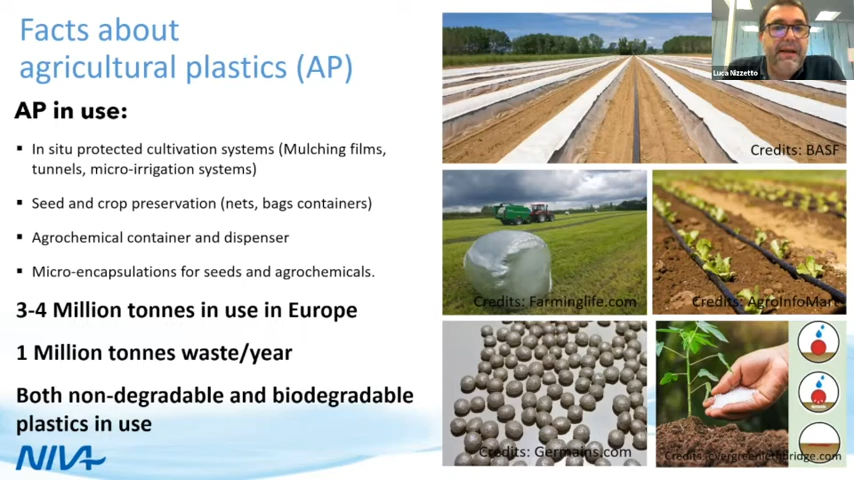 Facts about
agricultural plastics (AP)
AP in use:
▪ In situ protected cultivation systems (Mulching films,
tunnels, micro-irrigation systems)
▪ Seed and crop preservation (nets, bags containers)
▪ Agrochemical container and dispenser
▪ Micro-encapsulations for seeds and agrochemicals.
3-4 Million tonnes in use in Europe
1 Million tonnes waste/year
Both non-degradable and biodegradable
plastics in use
NIVA
Luca Nizzetto
Credits: BASF
Credits: Farminglife.com
Credits: AgroInfoMart
Credits: Germains.com
Credits: